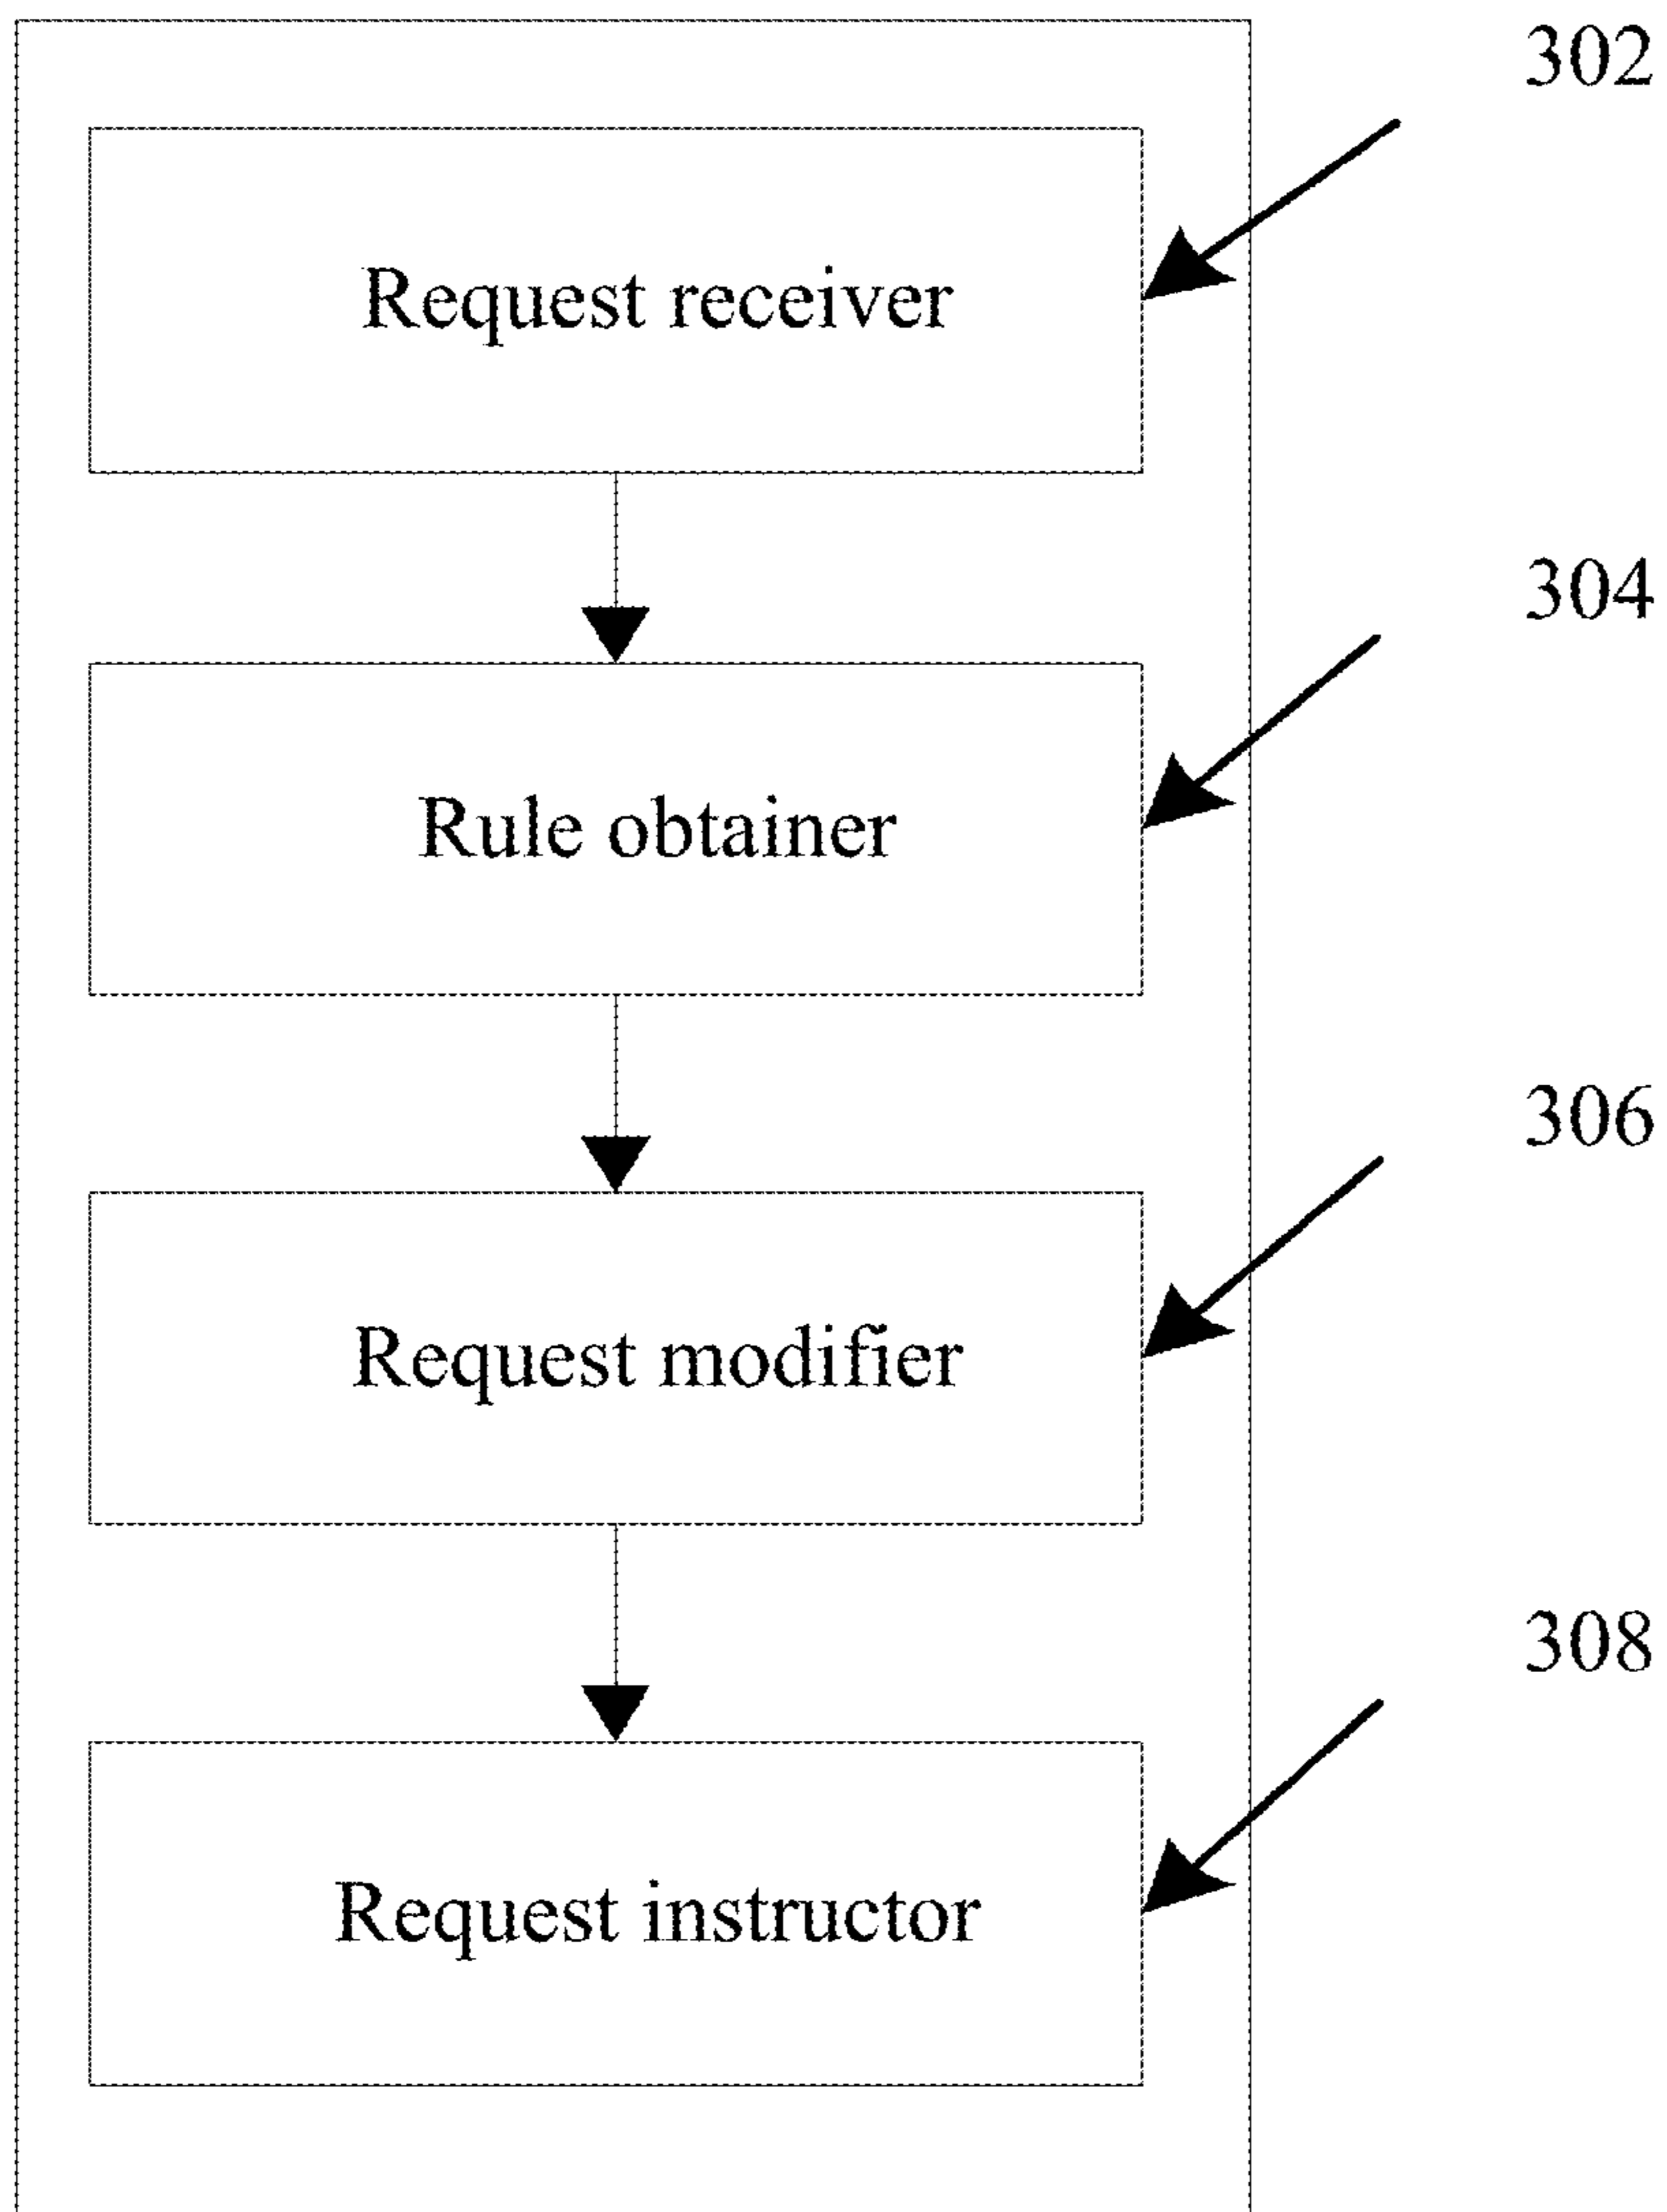 302
Request receiver
304
Rule obtainer
306
Request modifier
308
Request instructor